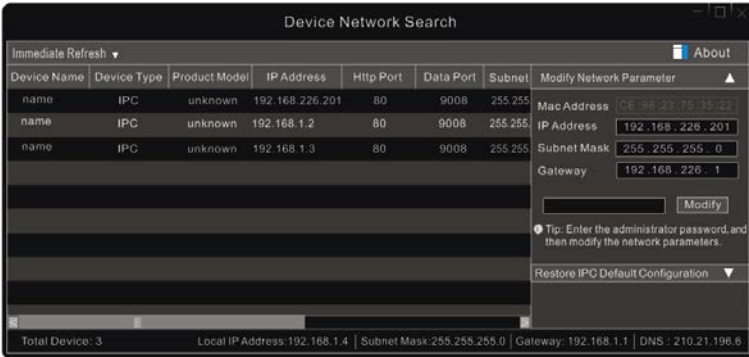 Device Network Search
Immediate Refresh
About
Device Name Device Type Product Model IP Address Http Port Data Port Subnet
name IPC unknown 192.168.226.201 80 9008 255.255
name IPC unknown 192.168.1.2 80 9008 255.255.
name IPC unknown 192.168.1.3 80 9008 255.255.
Modify Network Parameter
Mac Address CE:98:23:75:35:22
IP Address 192.168.226.201
Subnet Mask 255.255.255.0
Gateway 192.168.226.1
Modify
Tip: Enter the administrator password, and
then modify the network parameters.
Restore IPC Default Configuration
Total Device: 3 Local IP Address:192.168.1.4 Subnet Mask:255.255.255.0 Gateway: 192.168.1.1 DNS : 210.21.196.6